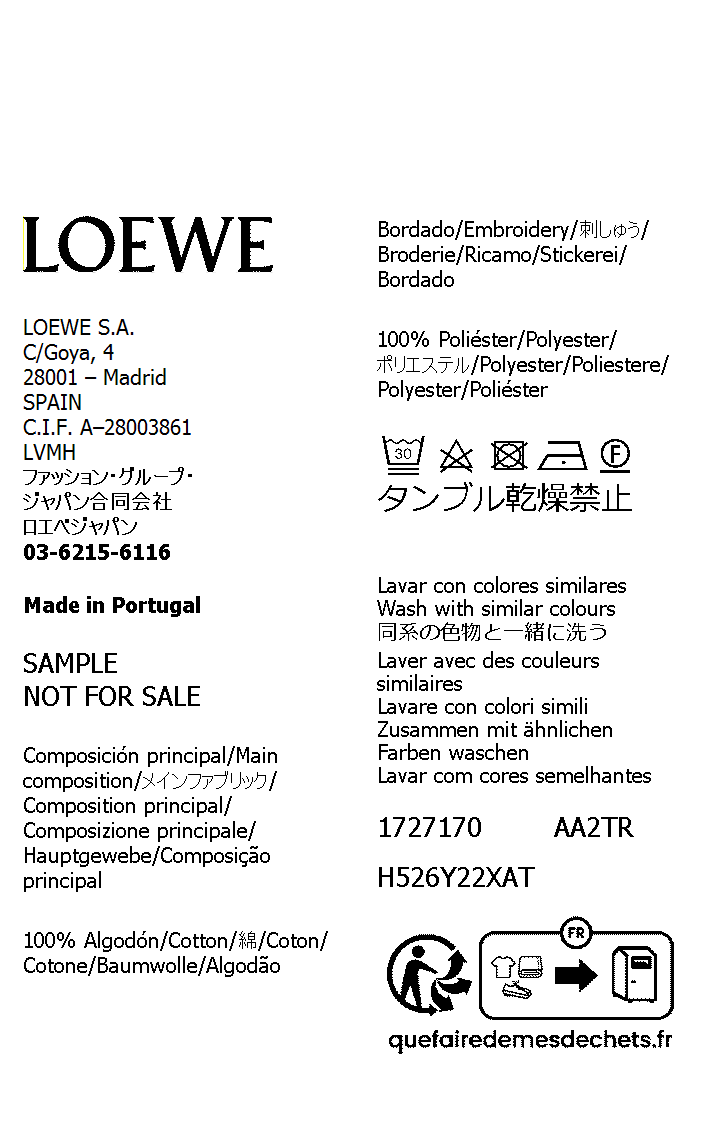 LOEWE
LOEWE S.A.
C/Goya, 4
28001 – Madrid
SPAIN
C.I.F. A–28003861
LVMH
ファッション・グループ・
ジャパン合同会社
ロエベジャパン
03-6215-6116
Made in Portugal
SAMPLE
NOT FOR SALE
Composición principal/Main
composition/メインファブリック/
Composition principal/
Composizione principale/
Hauptgewebe/Composição
principal
100% Algodón/Cotton/綿/Coton/
Cotone/Baumwolle/Algodão
Bordado/Embroidery/刺しゅう/
Broderie/Ricamo/Stickerei/
Bordado
100% Poliéster/Polyester/
ポリエステル/Polyester/Poliestere/
Polyester/Poliéster
30
F
タンブル乾燥禁止
Lavar con colores similares
Wash with similar colours
同系の色物と一緒に洗う
Laver avec des couleurs
similaires
Lavare con colori simili
Zusammen mit ähnlichen
Farben waschen
Lavar com cores semelhantes
1727170 AA2TR
H526Y22XAT
FR
quefairedemesdechets.fr